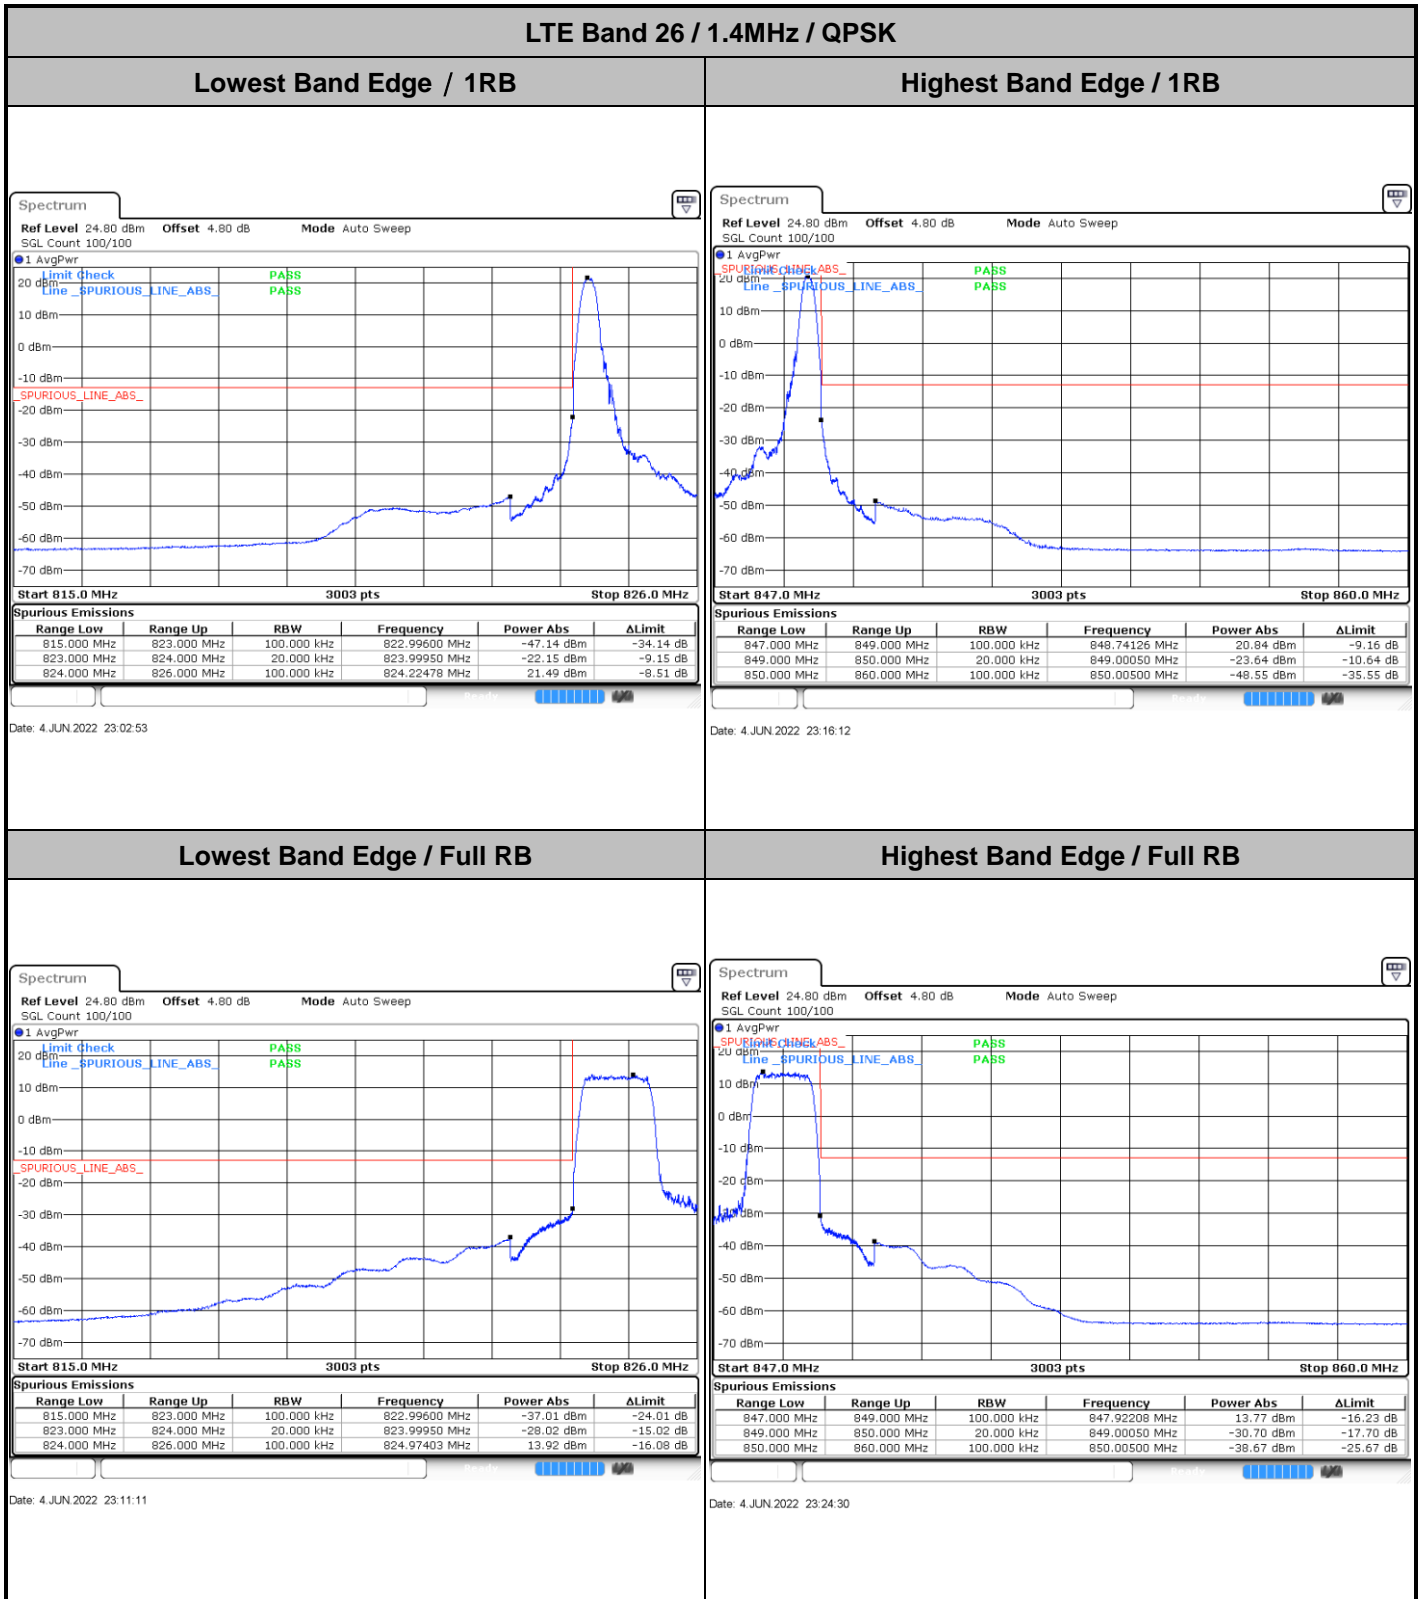 LTE Band 26 / 1.4MHz / QPSK
Lowest Band Edge / 1RB
Highest Band Edge / 1RB
Spectrum
Ref Level 24.80 dBm Offset 4.80 dB Mode Auto Sweep
SGL Count 100/100
1 AvgPwr
Limit Check PASS
Line _SPURIOUS_LINE_ABS_ PASS
20 dBm
10 dBm
0 dBm
-10 dBm
_SPURIOUS_LINE_ABS_
-20 dBm
-30 dBm
-40 dBm
-50 dBm
-60 dBm
-70 dBm
Start 815.0 MHz 3003 pts Stop 826.0 MHz
Spurious Emissions
Range Low Range Up RBW Frequency Power Abs ΔLimit
815.000 MHz 823.000 MHz 100.000 kHz 822.99600 MHz -47.14 dBm -34.14 dB
823.000 MHz 824.000 MHz 20.000 kHz 823.99950 MHz -22.15 dBm -9.15 dB
824.000 MHz 826.000 MHz 100.000 kHz 824.22478 MHz 21.49 dBm -8.51 dB
Ready
Date: 4.JUN.2022 23:02:53
Spectrum
Ref Level 24.80 dBm Offset 4.80 dB Mode Auto Sweep
SGL Count 100/100
1 AvgPwr
_SPURIOUS_LINE_ABS_
Limit Check PASS
20 dBm
Line _SPURIOUS_LINE_ABS_ PASS
10 dBm
0 dBm
-10 dBm
-20 dBm
-30 dBm
-40 dBm
-50 dBm
-60 dBm
-70 dBm
Start 847.0 MHz 3003 pts Stop 860.0 MHz
Spurious Emissions
Range Low Range Up RBW Frequency Power Abs ΔLimit
847.000 MHz 849.000 MHz 100.000 kHz 848.74126 MHz 20.84 dBm -9.16 dB
849.000 MHz 850.000 MHz 20.000 kHz 849.00050 MHz -23.64 dBm -10.64 dB
850.000 MHz 860.000 MHz 100.000 kHz 850.00500 MHz -48.55 dBm -35.55 dB
Ready
Date: 4.JUN.2022 23:16:12
Lowest Band Edge / Full RB
Highest Band Edge / Full RB
Spectrum
Ref Level 24.80 dBm Offset 4.80 dB Mode Auto Sweep
SGL Count 100/100
1 AvgPwr
Limit Check PASS
Line _SPURIOUS_LINE_ABS_ PASS
20 dBm
10 dBm
0 dBm
-10 dBm
_SPURIOUS_LINE_ABS_
-20 dBm
-30 dBm
-40 dBm
-50 dBm
-60 dBm
-70 dBm
Start 815.0 MHz 3003 pts Stop 826.0 MHz
Spurious Emissions
Range Low Range Up RBW Frequency Power Abs ΔLimit
815.000 MHz 823.000 MHz 100.000 kHz 822.99600 MHz -37.01 dBm -24.01 dB
823.000 MHz 824.000 MHz 20.000 kHz 823.99950 MHz -28.02 dBm -15.02 dB
824.000 MHz 826.000 MHz 100.000 kHz 824.97403 MHz 13.92 dBm -16.08 dB
Ready
Date: 4.JUN.2022 23:11:11
Spectrum
Ref Level 24.80 dBm Offset 4.80 dB Mode Auto Sweep
SGL Count 100/100
1 AvgPwr
_SPURIOUS_LINE_ABS_
Limit Check PASS
20 dBm
Line _SPURIOUS_LINE_ABS_ PASS
10 dBm
0 dBm
-10 dBm
-20 dBm
-30 dBm
-40 dBm
-50 dBm
-60 dBm
-70 dBm
Start 847.0 MHz 3003 pts Stop 860.0 MHz
Spurious Emissions
Range Low Range Up RBW Frequency Power Abs ΔLimit
847.000 MHz 849.000 MHz 100.000 kHz 847.92208 MHz 13.77 dBm -16.23 dB
849.000 MHz 850.000 MHz 20.000 kHz 849.00050 MHz -30.70 dBm -17.70 dB
850.000 MHz 860.000 MHz 100.000 kHz 850.00500 MHz -38.67 dBm -25.67 dB
Ready
Date: 4.JUN.2022 23:24:30